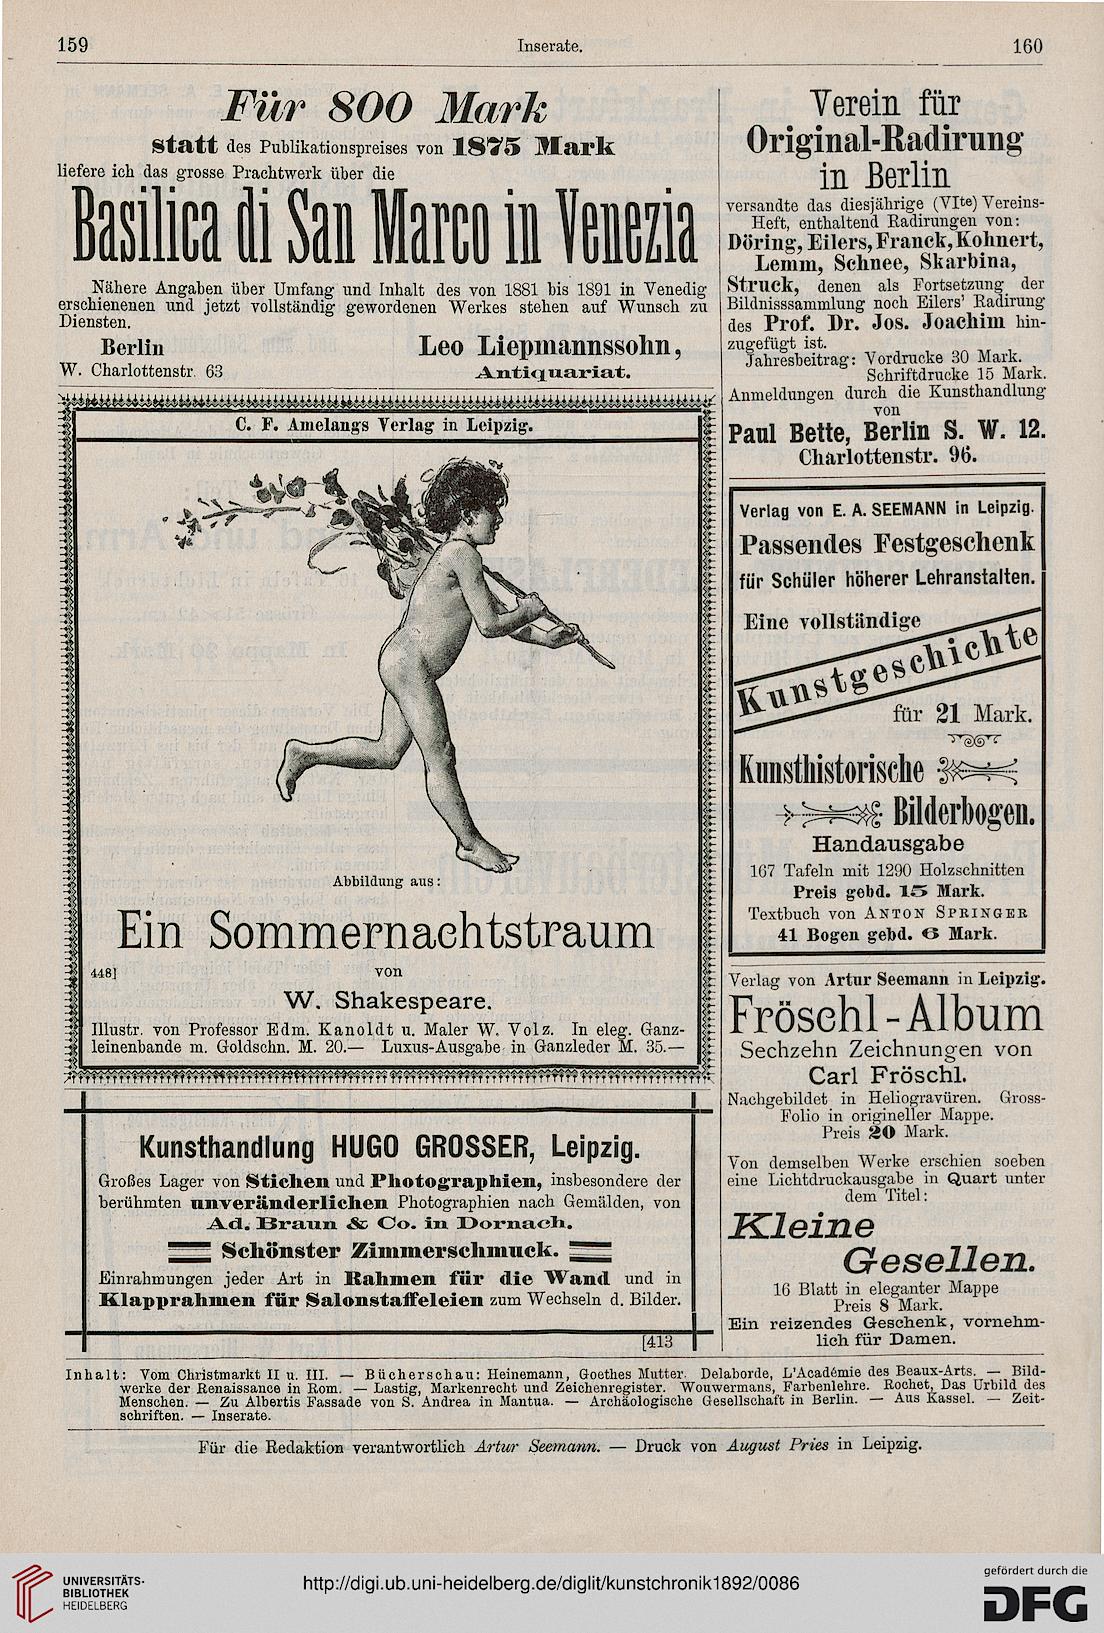 159
Inserate.
160
Für 800 Mark
statt des Publikationspreises von 1875 Mark
liefere ich das grosse Prachtwerk über die
Basilica di San Marco in Venezia
Nähere Angaben über Umfang und Inhalt des von 1881 bis 1891 in Venedig
erschienenen und jetzt vollständig gewordenen Werkes stehen auf Wunsch zu
Diensten.
Berlin
W. Charlottenstr. 63
Leo Liepmannssohn,
Antiquariat.
C. F. Amelangs Verlag in Leipzig.
Abbildung aus:
Ein Sommernachtstraum
448]
von
W. Shakespeare.
Illustr. von Professor Edm. Kanoldt u. Maler W. Volz. In eleg. Ganz-
leinenbande m. Goldschn. M. 20.— Luxus-Ausgabe in Ganzleder M. 35.—
Kunsthandlung HUGO GROSSER, Leipzig.
Großes Lager von Stichen und Photographien, insbesondere der
berühmten unveränderlichen Photographien nach Gemälden, von
Ad. Braun & Co. in Dornach.
Schönster Zimmerschmuck.
Einrahmungen jeder Art in Rahmen für die Wand und in
Klapprahmen für Salonstaffeleien zum Wechseln d. Bilder.
[413
Verein für
Original-Radirung
in Berlin
versandte das diesjährige (VIte) Vereins-
Heft, enthaltend Radirungen von:
Döring, Eilers, Franck, Kohnert,
Lemm, Schnee, Skarbina,
Struck, denen als Fortsetzung der
Bildnisssammlung noch Eilers' Radirung
des Prof. Dr. Jos. Joachim hin-
zugefügt ist.
Jahresbeitrag: Vordrucke 30 Mark.
Schriftdrucke 15 Mark.
Anmeldungen durch die Kunsthandlung
von
Paul Bette, Berlin S. W. 12.
Charlottenstr. 96.
Verlag von E. A. SEEMANN in Leipzig.
Passendes Festgeschenk
für Schüler höherer Lehranstalten.
Eine vollständige
Kunstgeschichte
für 21 Mark.
Kunsthistorische
Bilderbogen.
Handausgabe
167 Tafeln mit 1290 Holzschnitten
Preis gebd. 15 Mark.
Textbuch von ANTON SPRINGER
41 Bogen gebd. 6 Mark.
Verlag von Artur Seemann in Leipzig.
Fröschl-Album
Sechzehn Zeichnungen von
Carl Fröschl.
Nachgebildet in Heliogravüren. Gross-
Folio in origineller Mappe.
Preis 20 Mark.
Von demselben Werke erschien soeben
eine Lichtdruckausgabe in Quart unter
dem Titel:
Kleine
Gesellen.
16 Blatt in eleganter Mappe
Preis 8 Mark.
Ein reizendes Geschenk, vornehm-
lich für Damen.
Inhalt: Vom Christmarkt II u. III. — Bücherschau: Heinemann, Goethes Mutter. Delaborde, L'Académie des Beaux-Arts. — Bild-
werke der Renaissance in Rom. — Lastig, Markenrecht und Zeichenregister. Wouwermans, Farbenlehre. Rochet, Das Urbild des
Menschen. — Zu Albertis Fassade von S. Andrea in Mantua. — Archäologische Gesellschaft in Berlin. — Aus Kassel. — Zeit-
schriften. — Inserate.
Für die Redaktion verantwortlich Artur Seemann. — Druck von August Pries in Leipzig.
UNIVERSITÄTS-
BIBLIOTHEK
HEIDELBERG
http://digi.ub.uni-heidelberg.de/diglit/kunstchronik1892/0086
gefördert durch die
DFG